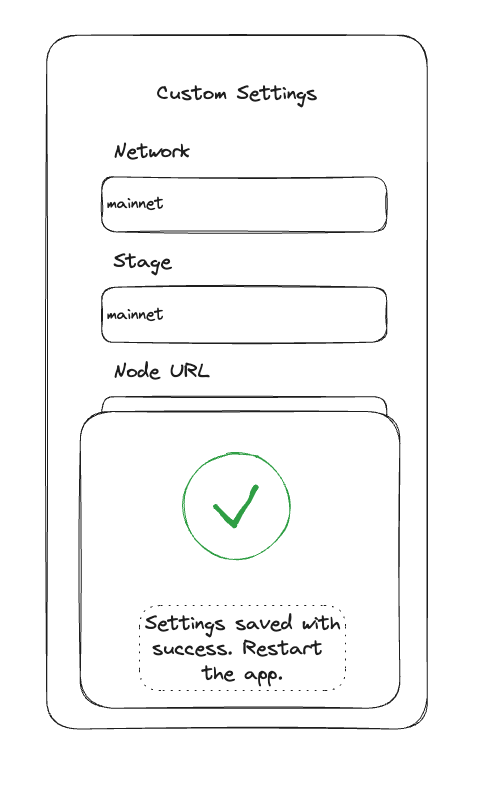 Custom Settings
Network
mainnet
Stage
mainnet
Node URL
Settings saved with
success. Restart
the app.